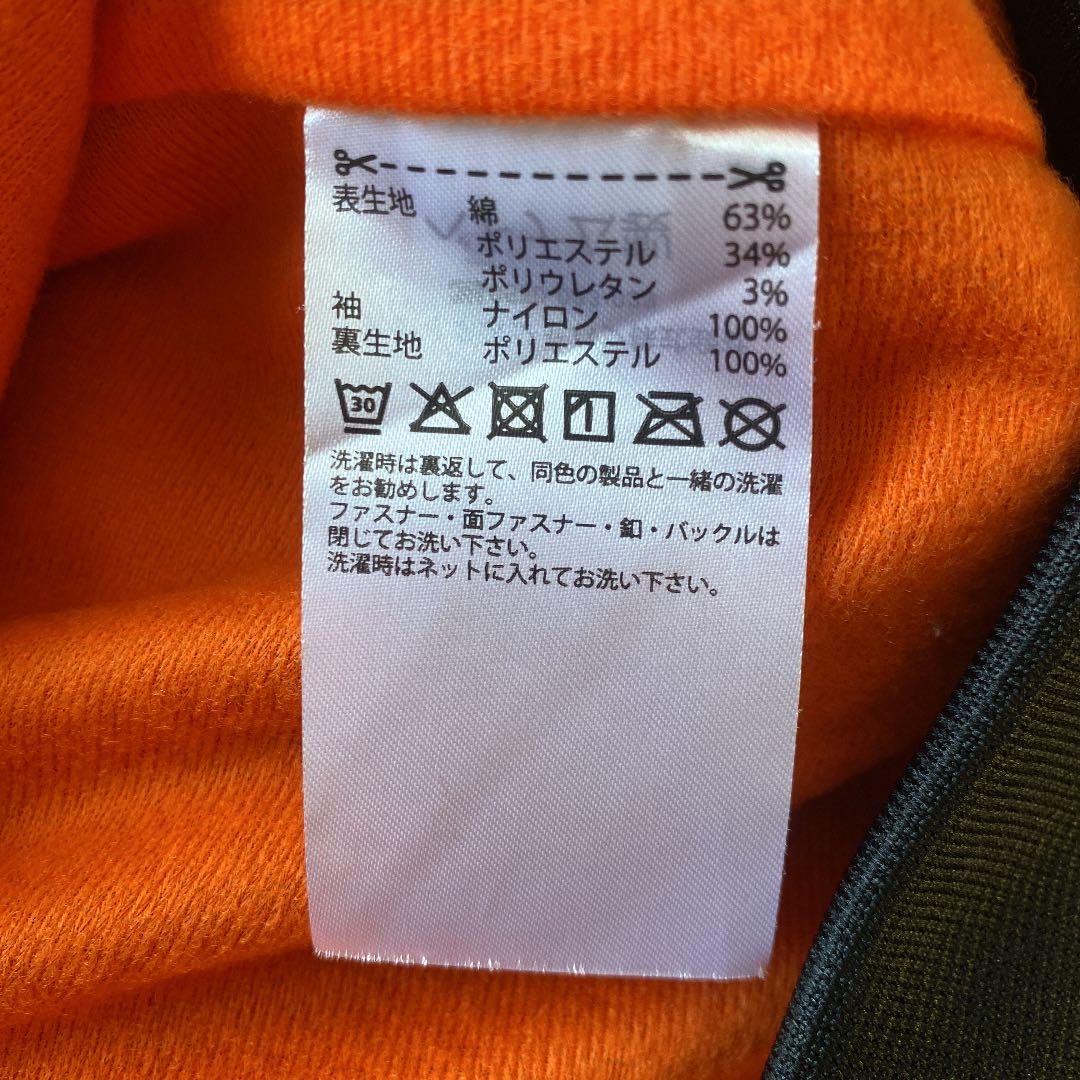 表生地 綿 63%
ポリエステル 34%
ポリウレタン 3%
袖 ナイロン 100%
裏生地 ポリエステル 100%
30
洗濯時は裏返して、同色の製品と一緒の洗濯
をお勧めします。
ファスナー・面ファスナー・釦・バックルは
閉じてお洗い下さい。
洗濯時はネットに入れてお洗い下さい。